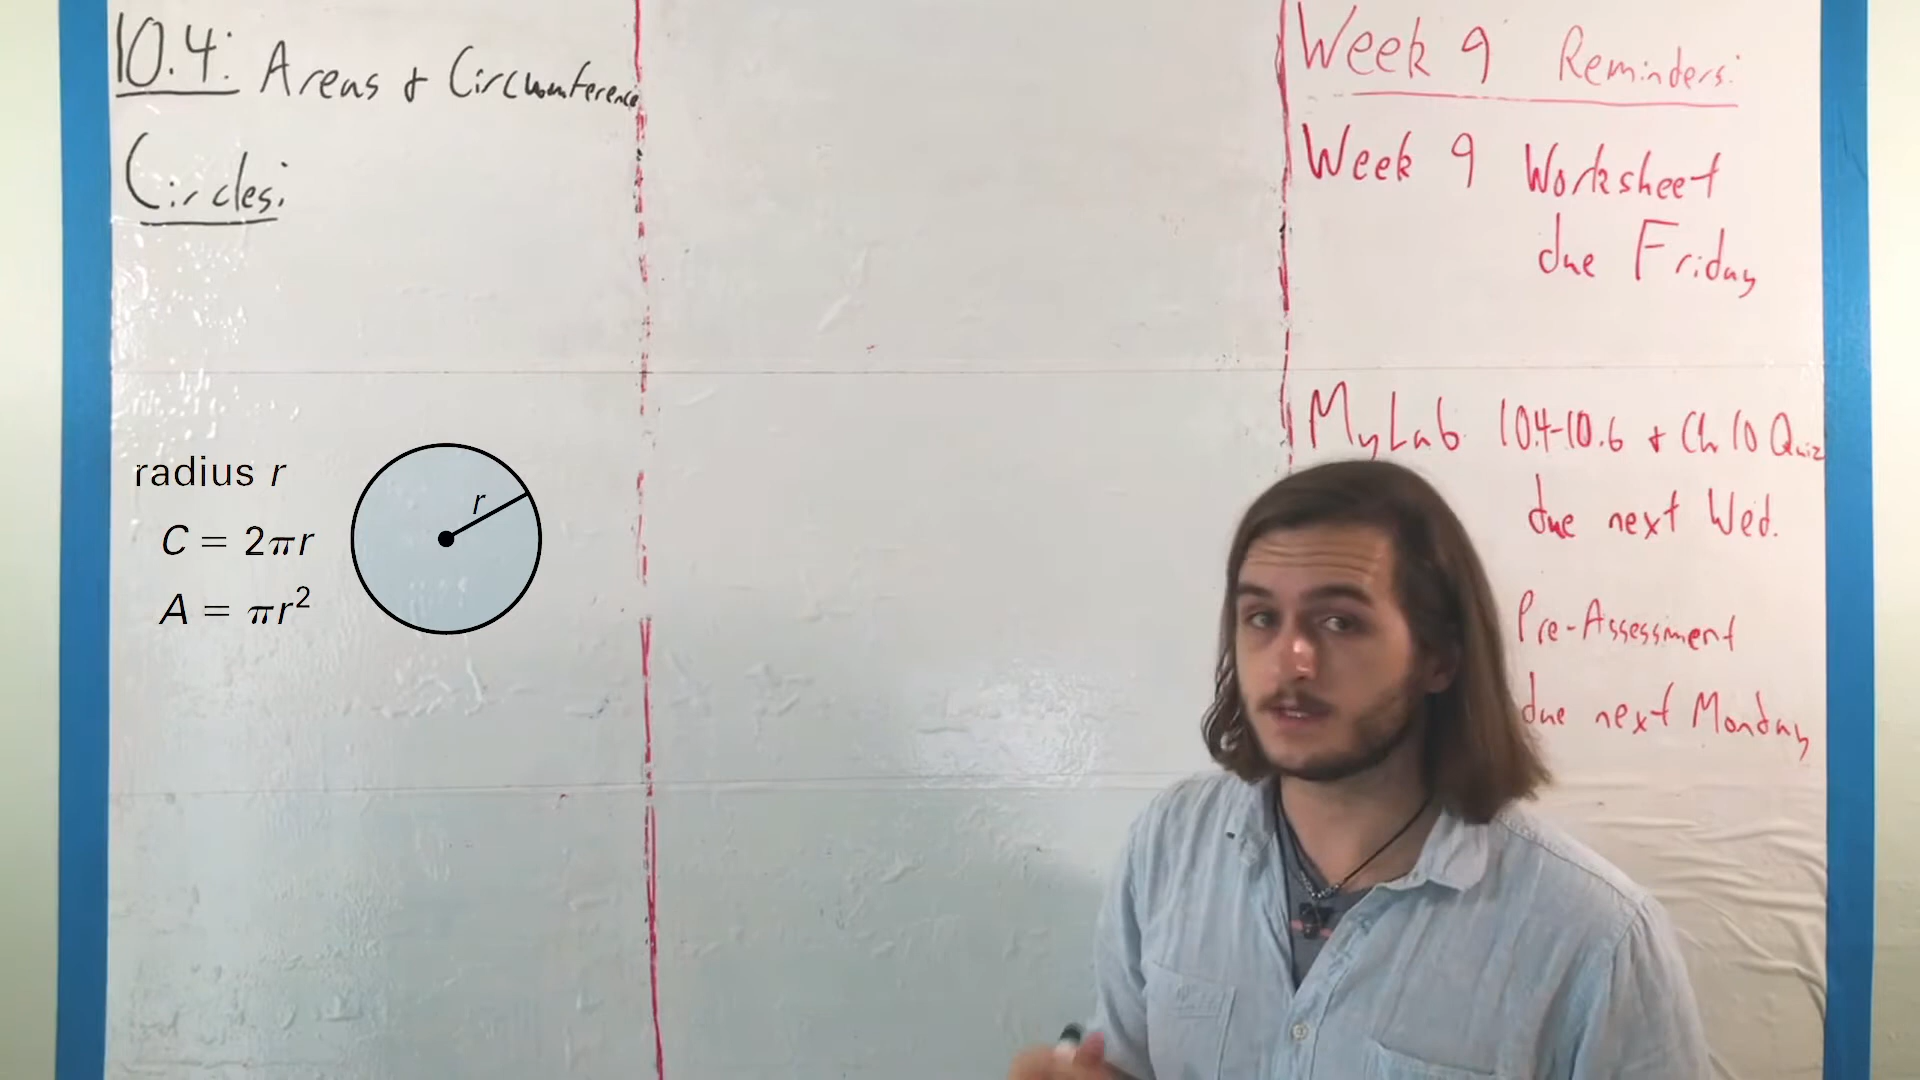 10.4: Areas & Circumference
Circles:
radius r
C = 2πr
A = πr²
r
Week 9 Reminders:
Week 9 Worksheet
due Friday
MyLab 10.4-10.6 & Ch 10 Quiz
due next Wed.
Pre-Assessment
due next Monday